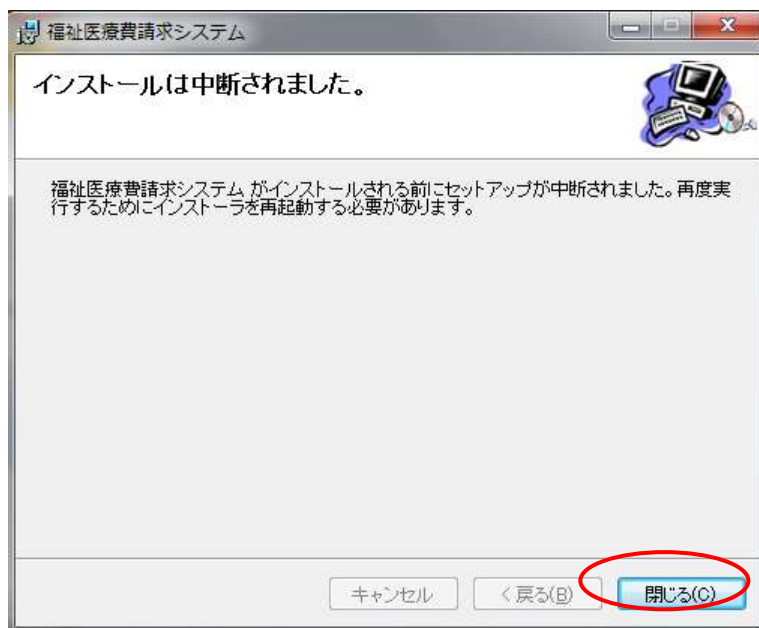 福祉医療費請求システム
インストールは中断されました。
福祉医療費請求システム がインストールされる前にセットアップが中断されました。再度実
行するためにインストーラを再起動する必要があります。
キャンセル
< 戻る(B)
閉じる(C)